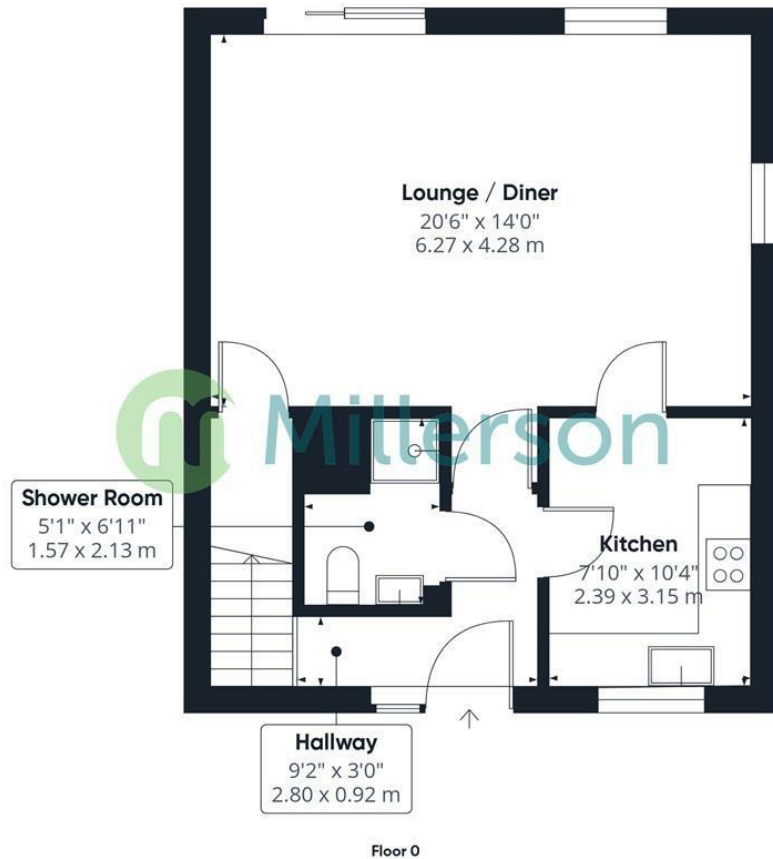 Lounge / Diner
20'6" x 14'0"
6.27 x 4.28 m
Millerson
Shower Room
5'1" x 6'11"
1.57 x 2.13 m
Kitchen
7'10" x 10'4"
2.39 x 3.15 m
Hallway
9'2" x 3'0"
2.80 x 0.92 m
Floor 0